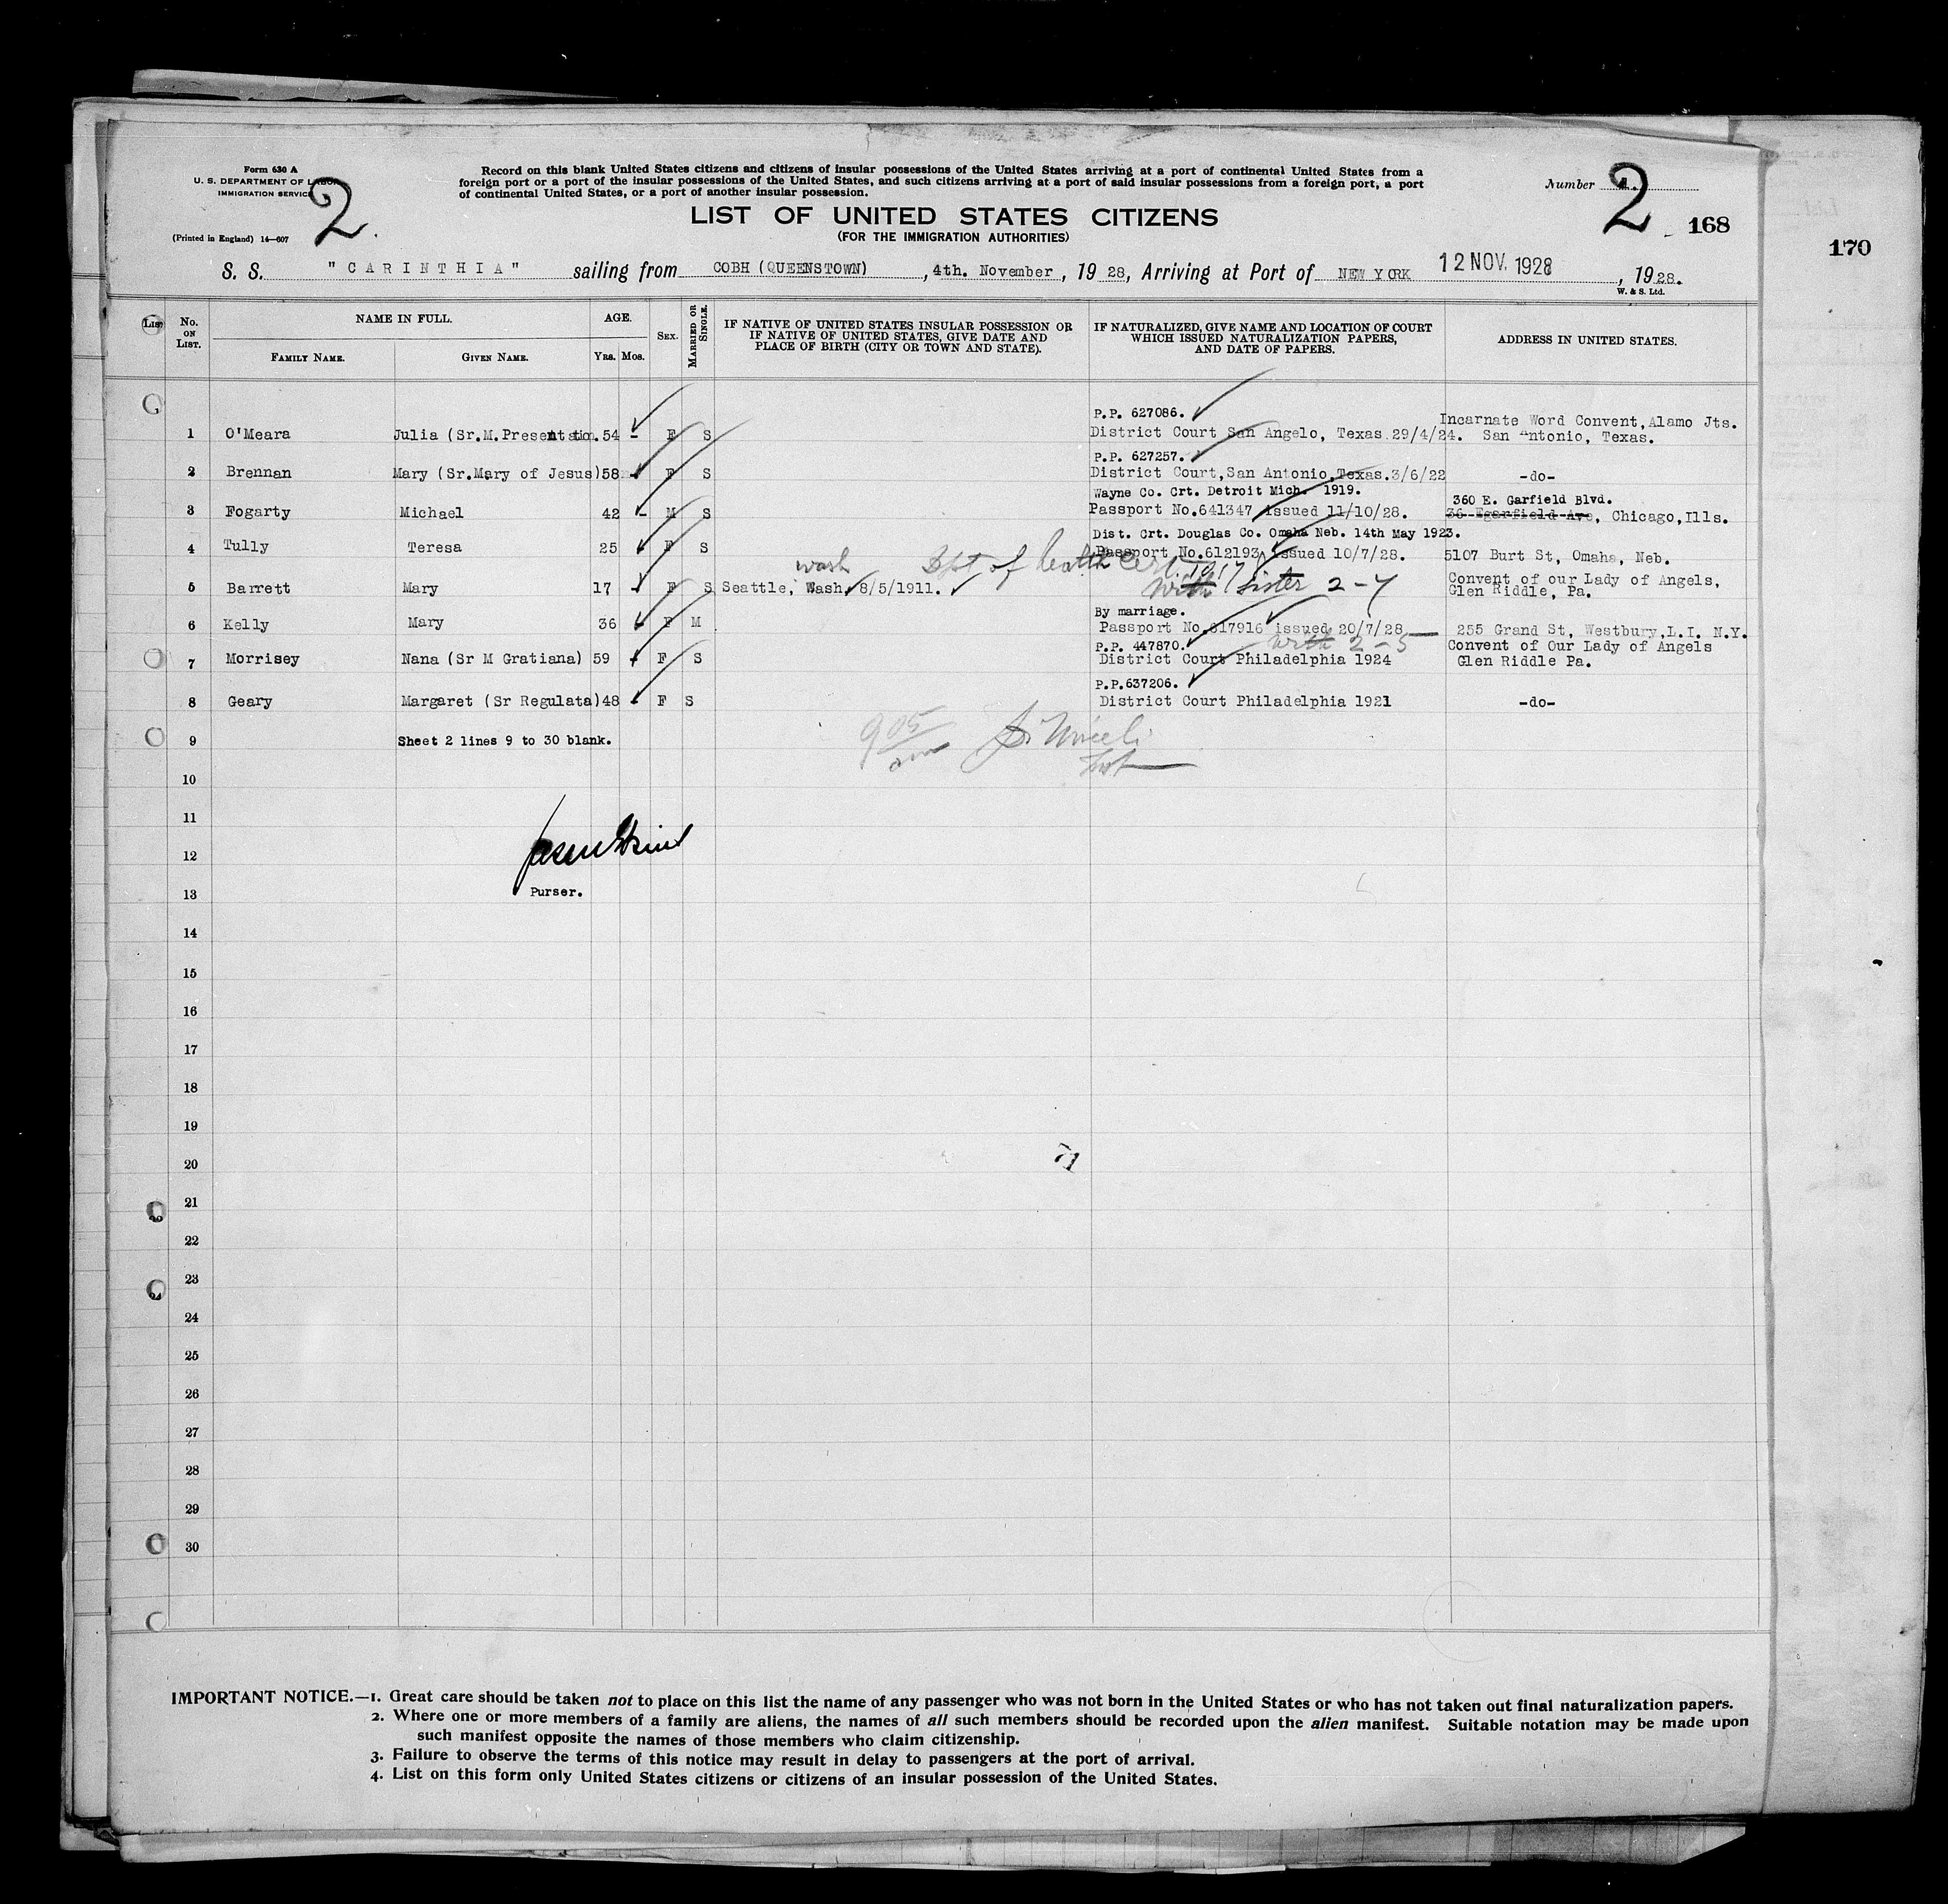 Form 630 A
U. S. DEPARTMENT OF LABOR
IMMIGRATION SERVICE
2.
(Printed in England) 14—607
Record on this blank United States citizens and citizens of insular possessions of the United States arriving at a port of continental United States from a
foreign port or a port of the insular possessions of the United States, and such citizens arriving at a port of said insular possessions from a foreign port, a port
of continental United States, or a port of another insular possession.
Number
2
168
170
LIST OF UNITED STATES CITIZENS
(FOR THE IMMIGRATION AUTHORITIES)
S. S. "CARINTHIA" sailing from COBH (QUEENSTOWN), 4th. November, 19 28, Arriving at Port of NEW YORK 12 NOV. 1928, 1928.
W. & S. Ltd.
List No. ON LIST. NAME IN FULL. AGE. SEX. MARRIED OR SINGLE. IF NATIVE OF UNITED STATES INSULAR POSSESSION OR IF NATIVE OF UNITED STATES, GIVE DATE AND PLACE OF BIRTH (CITY OR TOWN AND STATE). IF NATURALIZED, GIVE NAME AND LOCATION OF COURT WHICH ISSUED NATURALIZATION PAPERS, AND DATE OF PAPERS. ADDRESS IN UNITED STATES.
FAMILY NAME. GIVEN NAME. YRS. MOS.
P.P. 627086. Incarnate Word Convent, Alamo Jts.
1 O'Meara Julia (Sr.M.Presentation. 54 - F S District Court San Angelo, Texas 29/4/24. San Antonio, Texas.
P.P. 627257.
2 Brennan Mary (Sr.Mary of Jesus) 58 - F S District Court, San Antonio, Texas. 3/6/22 -do-
Wayne Co. Crt. Detroit Mich. 1919. 360 E. Garfield Blvd.
3 Fogarty Michael 42 - M S Passport No. 641347 issued 11/10/28. 36 Egarfield Ave, Chicago, Ills.
Dist. Crt. Douglas Co. Omaha Neb. 14th May 1923.
4 Tully Teresa 25 F S Passport No. 612193 issued 10/7/28. 5107 Burt St, Omaha, Neb.
wash of health cert.
5 Barrett Mary 17 - F S Seattle, Wash. 8/5/1911. with sister 2-7 Convent of our Lady of Angels,
Glen Riddle, Pa.
By marriage.
6 Kelly Mary 36 - F M Passport No. 617916 issued 20/7/28 255 Grand St, Westbury, L.I. N.Y.
with 2-5
P.P. 447870. Convent of Our Lady of Angels
7 Morrisey Nana (Sr M Gratiana) 59 - F S District Court Philadelphia 1924 Glen Riddle Pa.
P.P.637206.
8 Geary Margaret (Sr Regulata) 48 - F S District Court Philadelphia 1921 -do-
9 Sheet 2 lines 9 to 30 blank.
9 05
am
10
11
12
13 Purser.
14
15
16
17
18
19
20
71
21
22
23
24
25
26
27
28
29
30
IMPORTANT NOTICE.—1. Great care should be taken not to place on this list the name of any passenger who was not born in the United States or who has not taken out final naturalization papers.
2. Where one or more members of a family are aliens, the names of all such members should be recorded upon the alien manifest. Suitable notation may be made upon
such manifest opposite the names of those members who claim citizenship.
3. Failure to observe the terms of this notice may result in delay to passengers at the port of arrival.
4. List on this form only United States citizens or citizens of an insular possession of the United States.